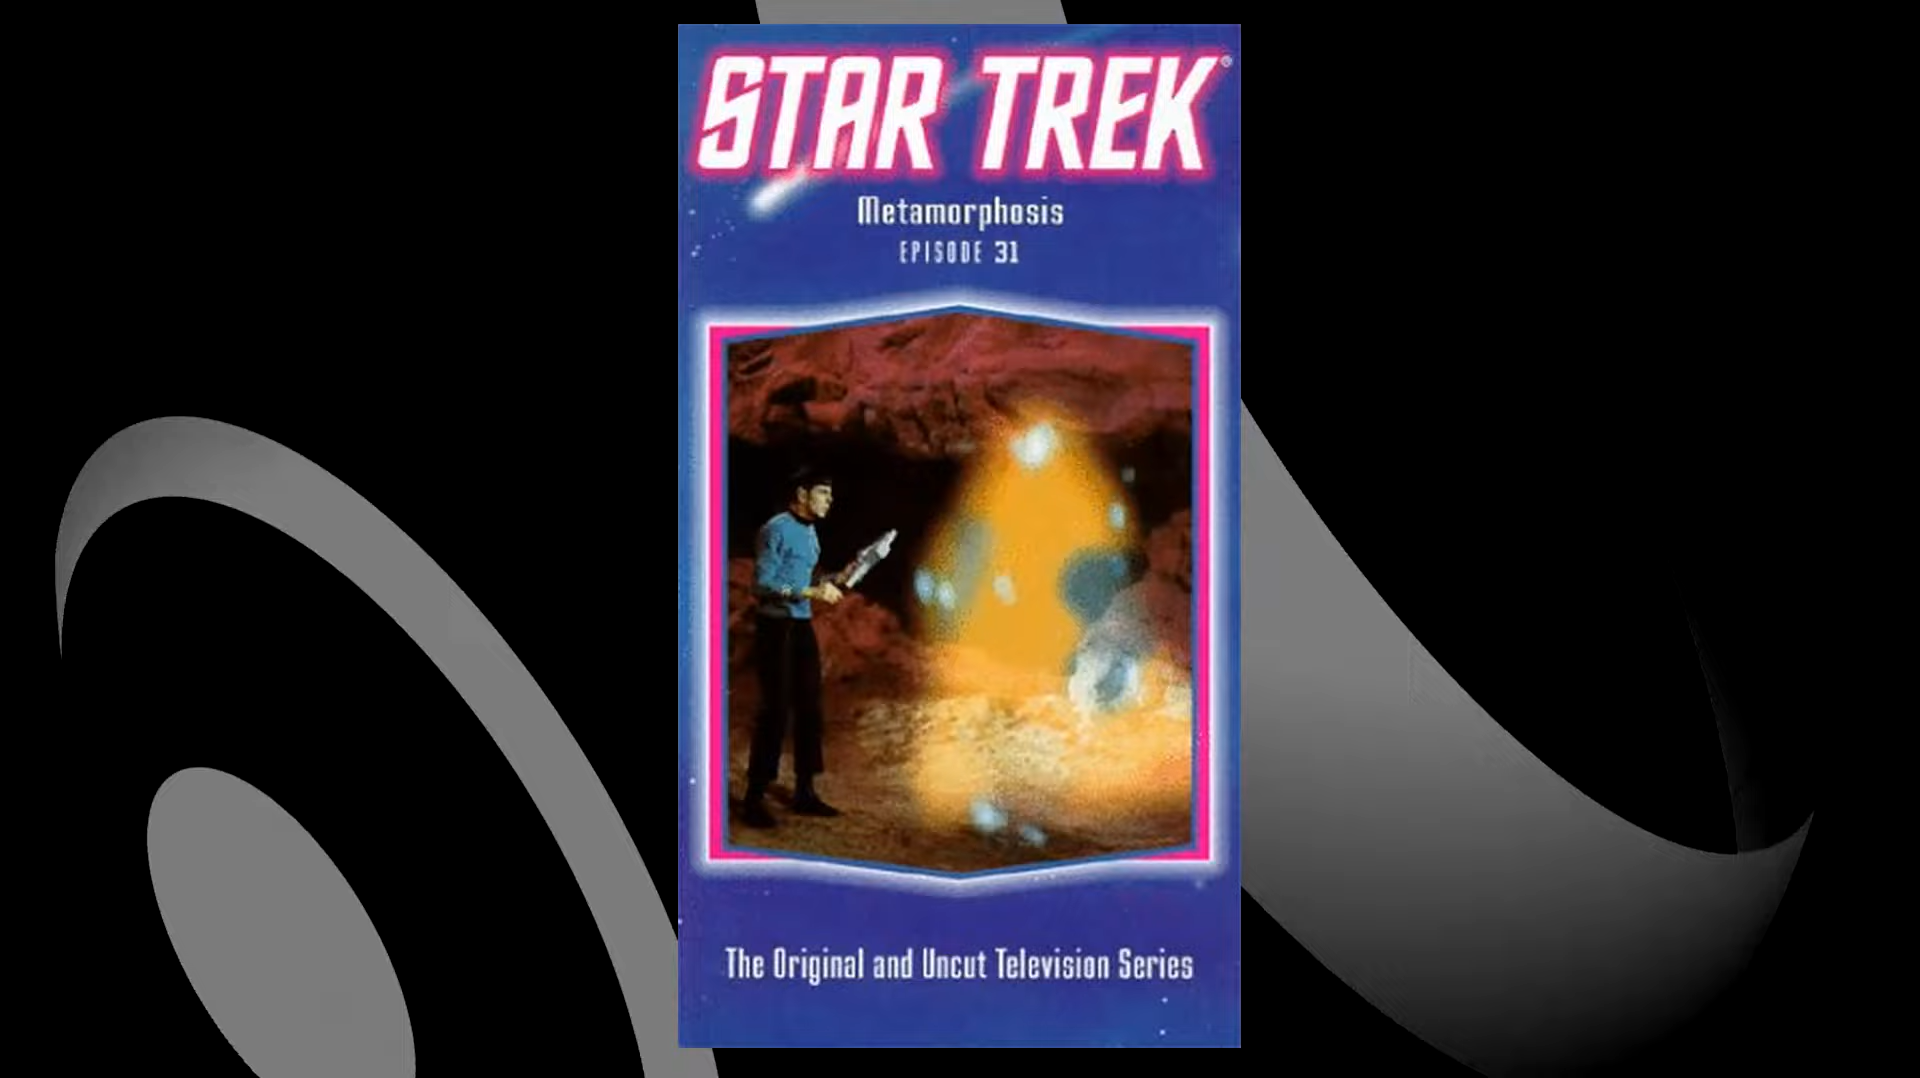 STAR TREK®
Metamorphosis
EPISODE 31
The Original and Uncut Television Series